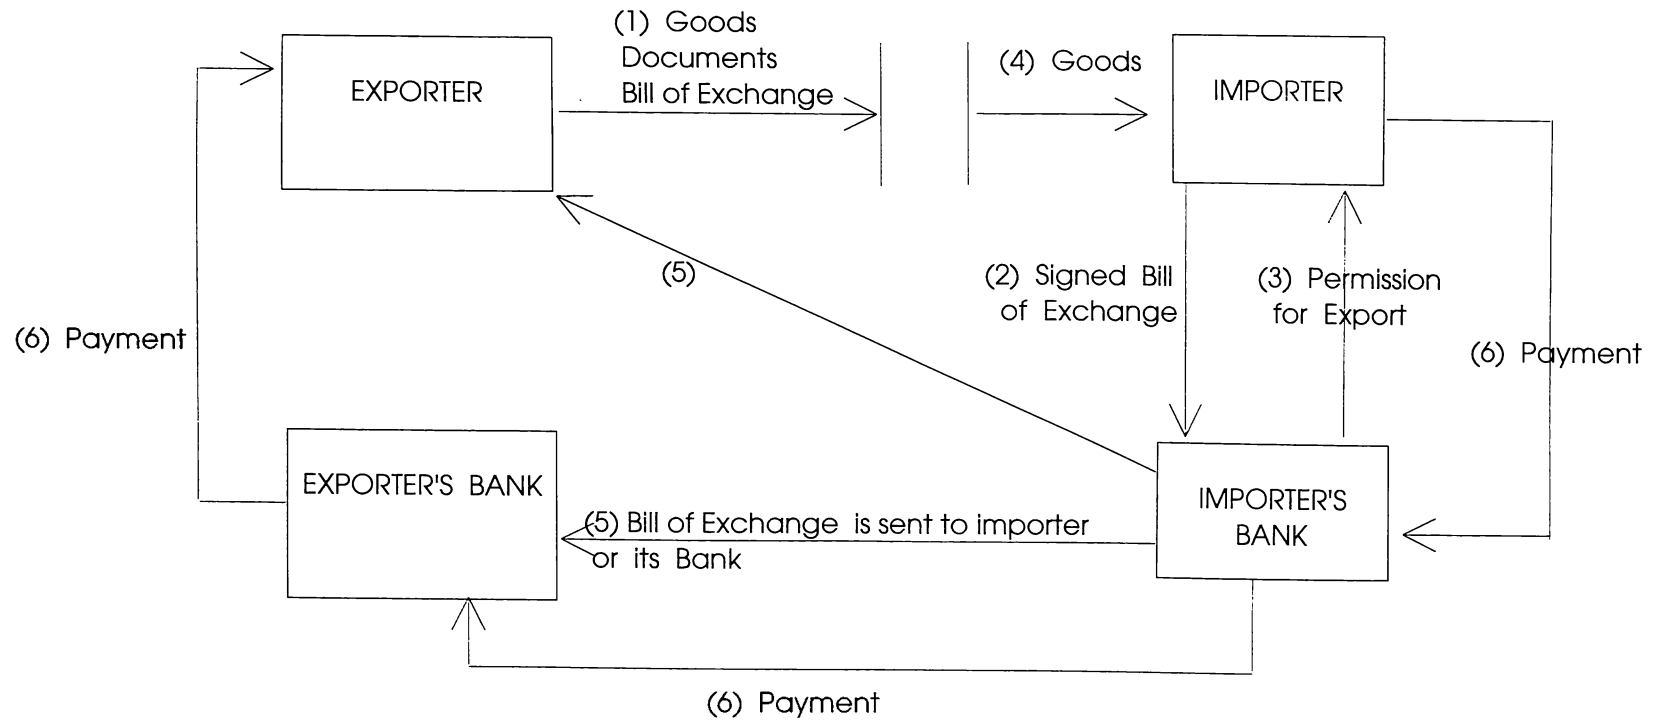 (1) Goods
Documents
Bill of Exchange
EXPORTER
(4) Goods
IMPORTER
(5)
(2) Signed Bill
of Exchange
(3) Permission
for Export
(6) Payment
(6) Payment
EXPORTER'S BANK
(5) Bill of Exchange is sent to importer
or its Bank
IMPORTER'S
BANK
(6) Payment